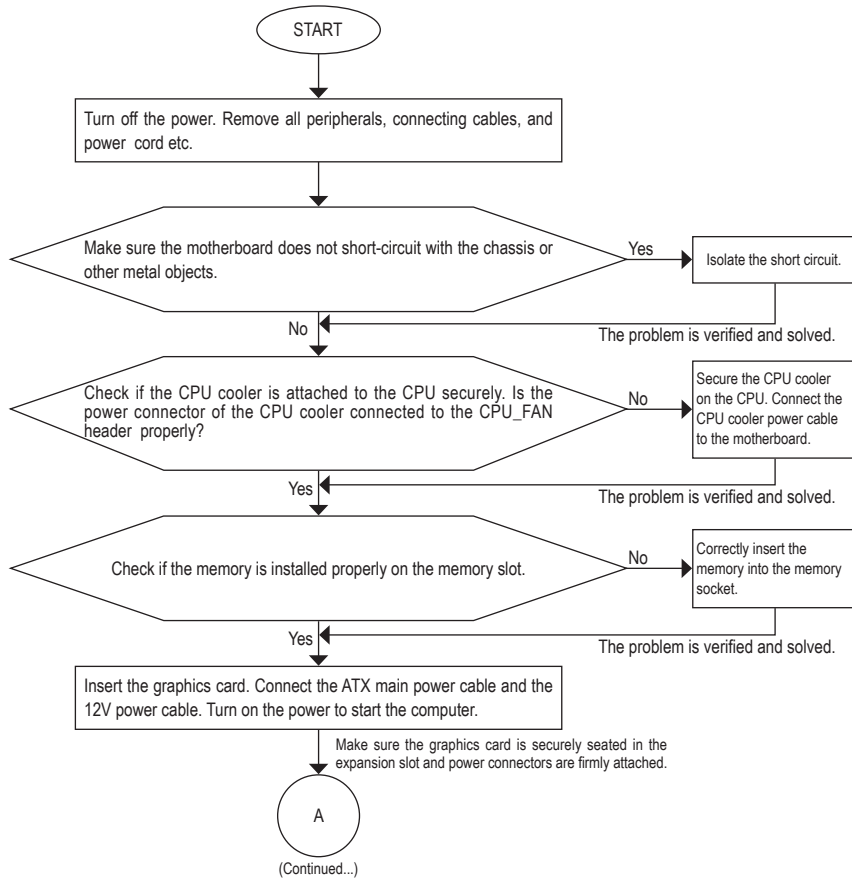 START
Turn off the power. Remove all peripherals, connecting cables, and
power cord etc.
Make sure the motherboard does not short-circuit with the chassis or
other metal objects.
Yes
Isolate the short circuit.
No
The problem is verified and solved.
Check if the CPU cooler is attached to the CPU securely. Is the
power connector of the CPU cooler connected to the CPU_FAN
header properly?
No
Secure the CPU cooler
on the CPU. Connect the
CPU cooler power cable
to the motherboard.
Yes
The problem is verified and solved.
Check if the memory is installed properly on the memory slot.
No
Correctly insert the
memory into the memory
socket.
Yes
The problem is verified and solved.
Insert the graphics card. Connect the ATX main power cable and the
12V power cable. Turn on the power to start the computer.
Make sure the graphics card is securely seated in the
expansion slot and power connectors are firmly attached.
A
(Continued...)